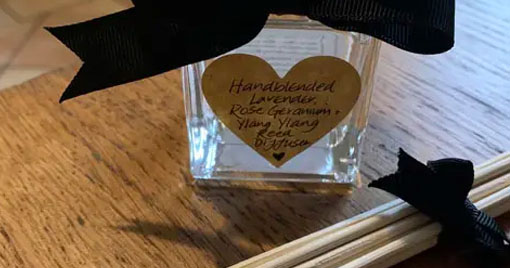 Handblended
Lavender,
Rose Geranium +
Ylang Ylang
Reed
Diffuser